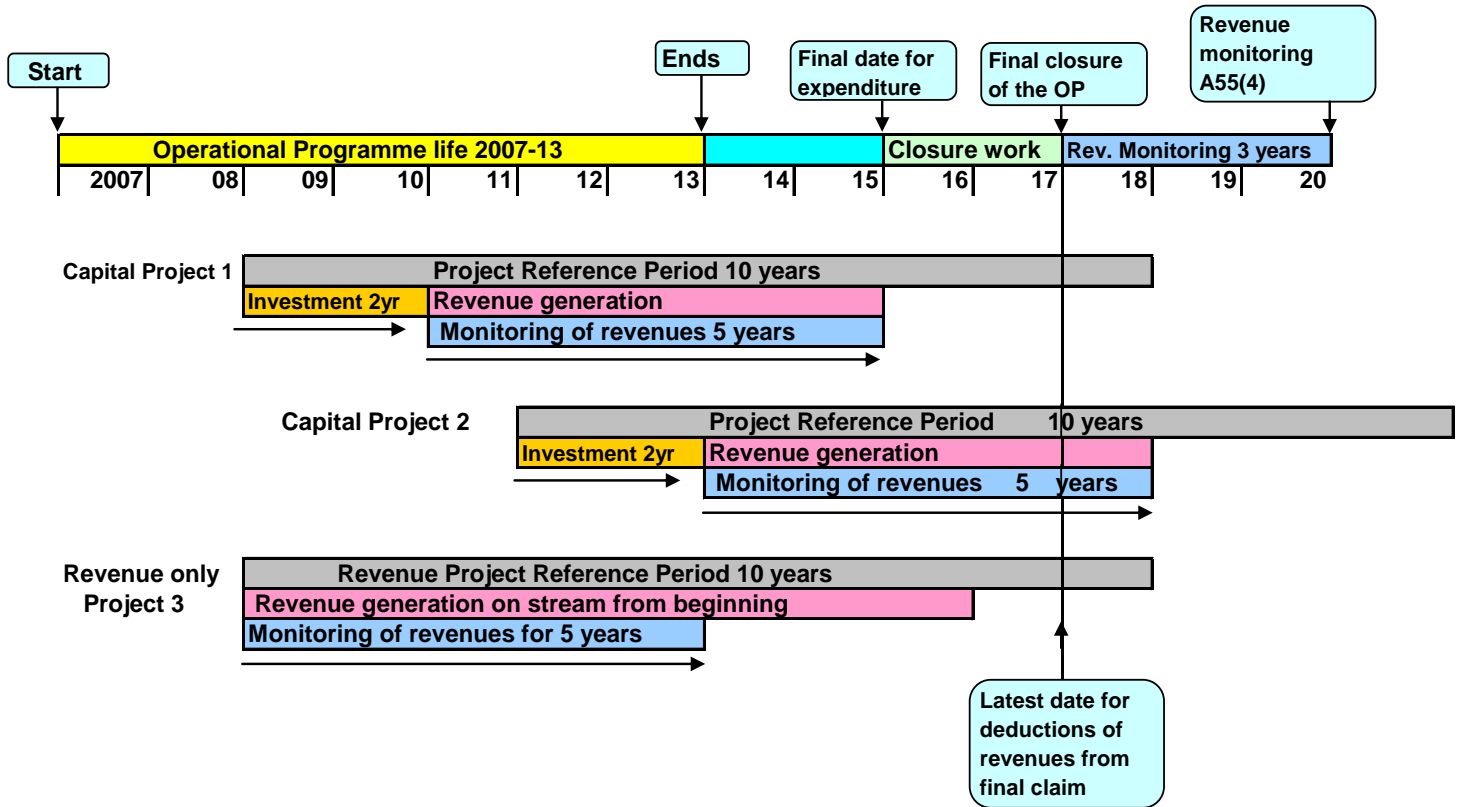 Start
Ends
Final date for
expenditure
Final closure
of the OP
Revenue
monitoring
A55(4)
Operational Programme life 2007-13
Closure work
Rev. Monitoring 3 years
2007 08 09 10 11 12 13 14 15 16 17 18 19 20
Capital Project 1
Project Reference Period 10 years
Investment 2yr
Revenue generation
Monitoring of revenues 5 years
Capital Project 2
Project Reference Period 10 years
Investment 2yr
Revenue generation
Monitoring of revenues 5 years
Revenue only
Project 3
Revenue Project Reference Period 10 years
Revenue generation on stream from beginning
Monitoring of revenues for 5 years
Latest date for
deductions of
revenues from
final claim